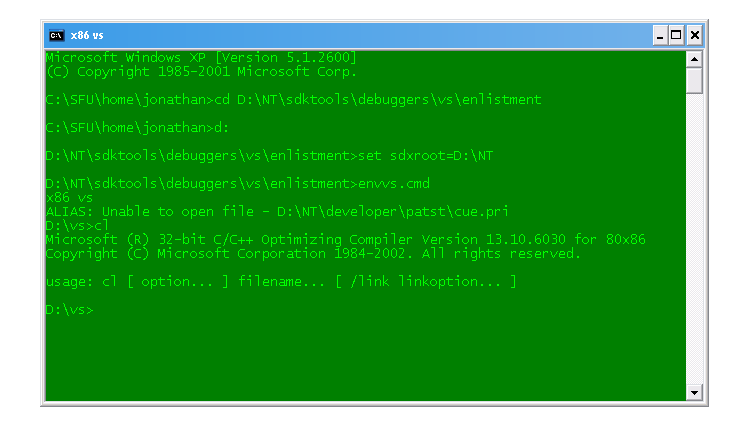 x86 vs
Microsoft Windows XP [Version 5.1.2600]
(C) Copyright 1985-2001 Microsoft Corp.
C:\SFU\home\jonathan>cd D:\NT\sdktools\debuggers\vs\enlistment
C:\SFU\home\jonathan>d:
D:\NT\sdktools\debuggers\vs\enlistment>set sdxroot=D:\NT
D:\NT\sdktools\debuggers\vs\enlistment>envvs.cmd
x86 vs
ALIAS: Unable to open file - D:\NT\developer\patst\cue.pri
D:\vs>cl
Microsoft (R) 32-bit C/C++ Optimizing Compiler Version 13.10.6030 for 80x86
Copyright (C) Microsoft Corporation 1984-2002. All rights reserved.
usage: cl [ option... ] filename... [ /link linkoption... ]
D:\vs>